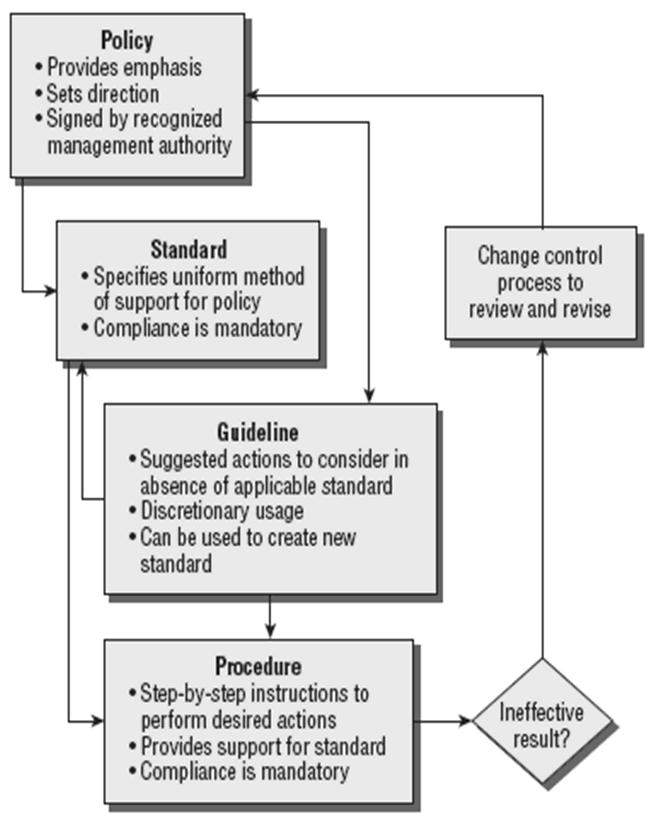 Policy
• Provides emphasis
• Sets direction
• Signed by recognized
management authority
Standard
• Specifies uniform method
of support for policy
• Compliance is mandatory
Change control
process to
review and revise
Guideline
• Suggested actions to consider in
absence of applicable standard
• Discretionary usage
• Can be used to create new
standard
Procedure
• Step-by-step instructions to
perform desired actions
• Provides support for standard
• Compliance is mandatory
Ineffective
result?